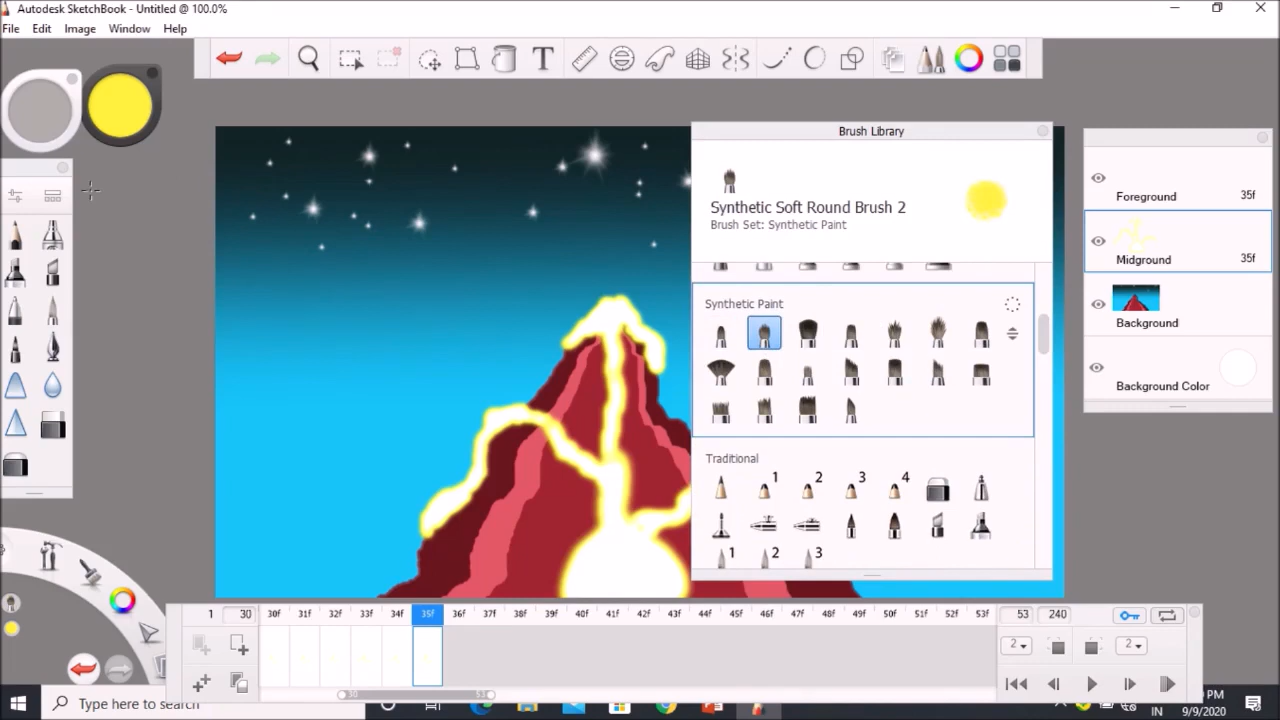 Autodesk SketchBook - Untitled @ 100.0%
File Edit Image Window Help
T
Brush Library
Synthetic Soft Round Brush 2
Brush Set: Synthetic Paint
Synthetic Paint
Traditional
1 2 3 4
1 2 3
Foreground 35f
Midground 35f
Background
Background Color
1 30 30f 31f 32f 33f 34f 35f 36f 37f 38f 39f 40f 41f 42f 43f 44f 45f 46f 47f 48f 49f 50f 51f 52f 53f 53 240
2 2
30 53
Type here to search
PM
IN
9/9/2020